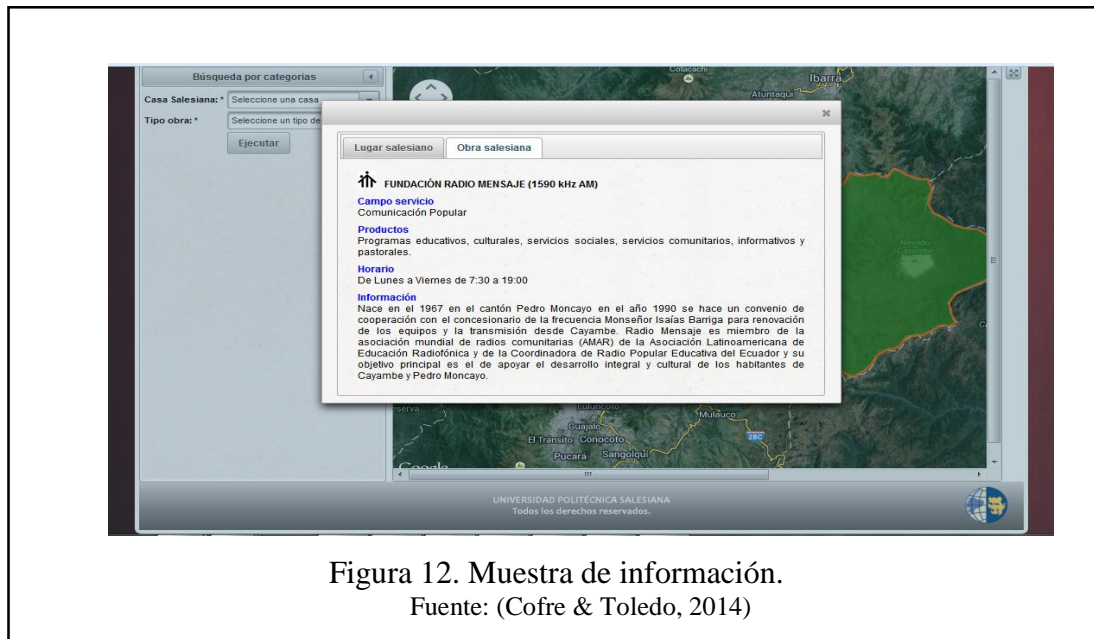 Búsqueda por categorias
Casa Salesiana: *
Seleccione una casa
Tipo obra: *
Seleccione un tipo de
Ejecutar
Cotacachi
Ibarra
Atuntaqui
Lugar salesiano
Obra salesiana
FUNDACIÓN RADIO MENSAJE (1590 kHz AM)
Campo servicio
Comunicación Popular
Productos
Programas educativos, culturales, servicios sociales, servicios comunitarios, informativos y
pastorales.
Horario
De Lunes a Viernes de 7:30 a 19:00
Información
Nace en el 1967 en el cantón Pedro Moncayo en el año 1990 se hace un convenio de
cooperación con el concesionario de la frecuencia Monseñor Isaías Barriga para renovación
de los equipos y la transmisión desde Cayambe. Radio Mensaje es miembro de la
asociación mundial de radios comunitarias (AMAR) de la Asociación Latinoamericana de
Educación Radiofónica y de la Coordinadora de Radio Popular Educativa del Ecuador y su
objetivo principal es el de apoyar el desarrollo integral y cultural de los habitantes de
Cayambe y Pedro Moncayo.
Nevado
Cayambe
Mulauco
Guajalo
El Tránsito Conocoto
28C
Pucará Sangolquí
Google
UNIVERSIDAD POLITÉCNICA SALESIANA
Todos los derechos reservados.
Figura 12. Muestra de información.
Fuente: (Cofre & Toledo, 2014)